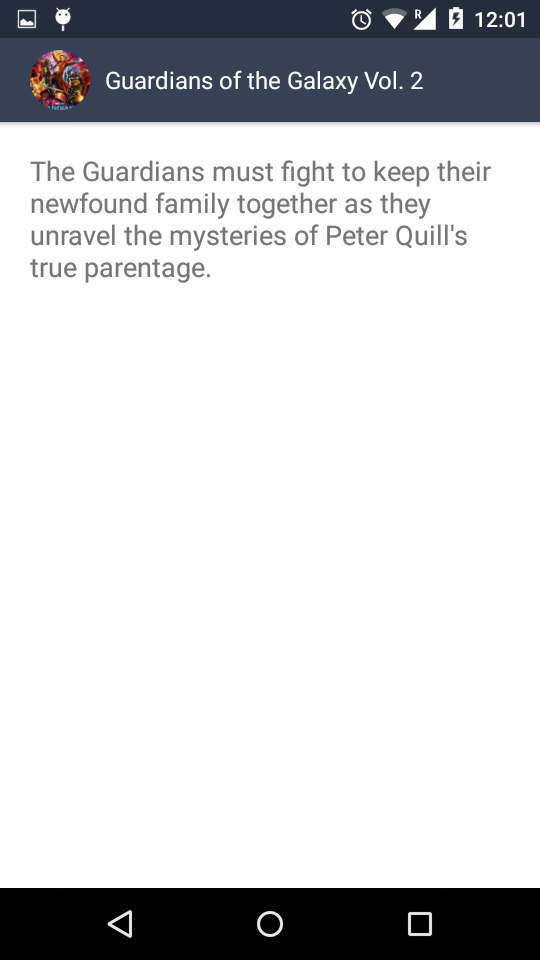 R
12:01
Guardians of the Galaxy Vol. 2
The Guardians must fight to keep their
newfound family together as they
unravel the mysteries of Peter Quill's
true parentage.